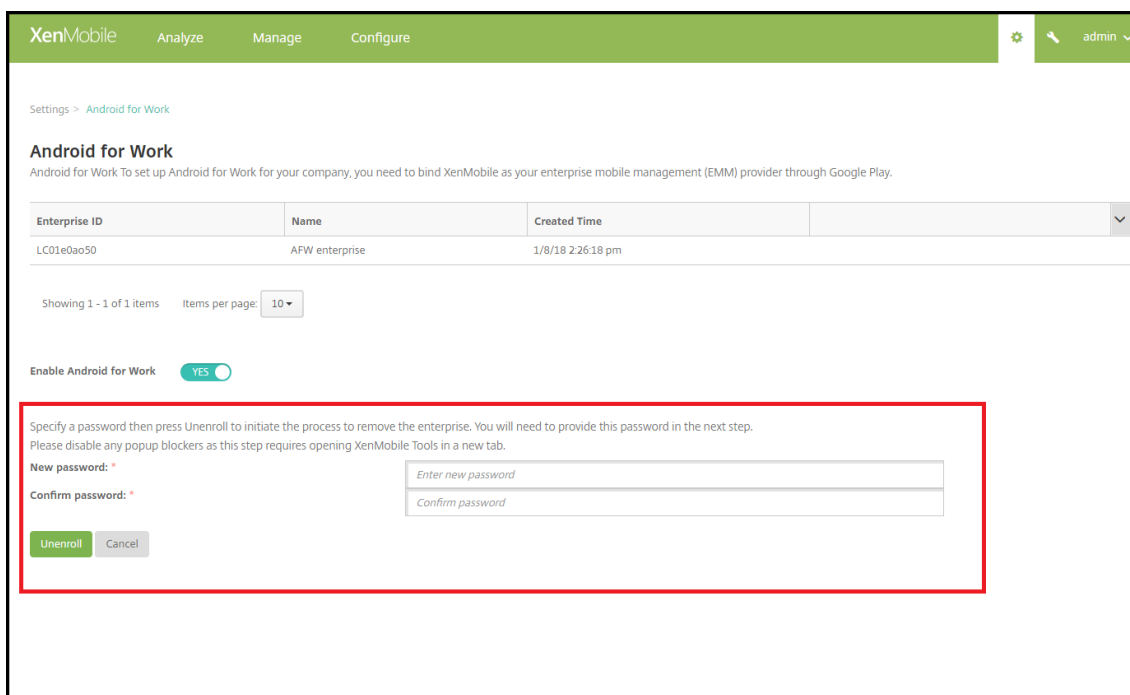 XenMobile Analyze Manage Configure admin
Settings > Android for Work
Android for Work
Android for Work To set up Android for Work for your company, you need to bind XenMobile as your enterprise mobile management (EMM) provider through Google Play.
Enterprise ID Name Created Time
LC01e0ao50 AFW enterprise 1/8/18 2:26:18 pm
Showing 1 - 1 of 1 items Items per page: 10
Enable Android for Work YES
Specify a password then press Unenroll to initiate the process to remove the enterprise. You will need to provide this password in the next step.
Please disable any popup blockers as this step requires opening XenMobile Tools in a new tab.
New password: * Enter new password
Confirm password: * Confirm password
Unenroll Cancel